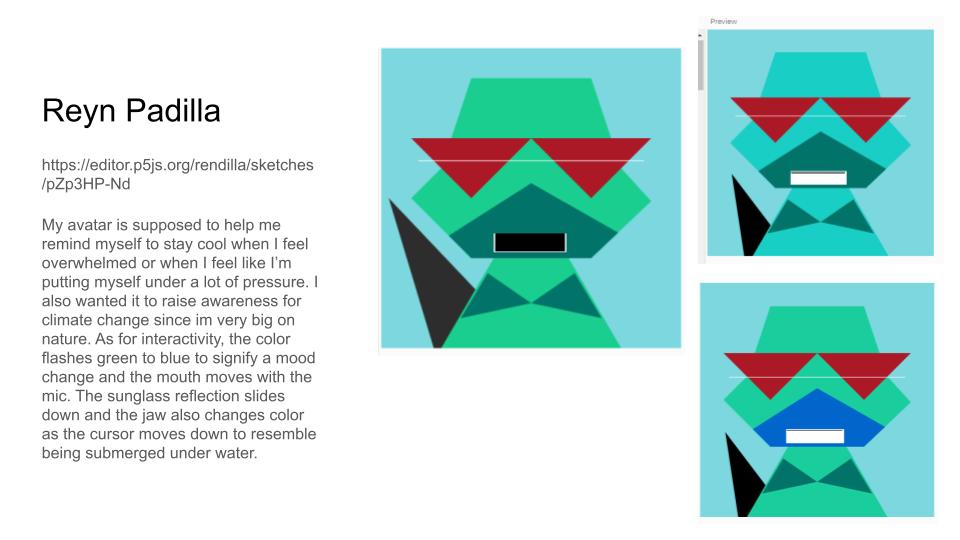 Reyn Padilla
https://editor.p5js.org/rendilla/sketches
/pZp3HP-Nd
My avatar is supposed to help me
remind myself to stay cool when I feel
overwhelmed or when I feel like I'm
putting myself under a lot of pressure. I
also wanted it to raise awareness for
climate change since im very big on
nature. As for interactivity, the color
flashes green to blue to signify a mood
change and the mouth moves with the
mic. The sunglass reflection slides
down and the jaw also changes color
as the cursor moves down to resemble
being submerged under water.
Preview